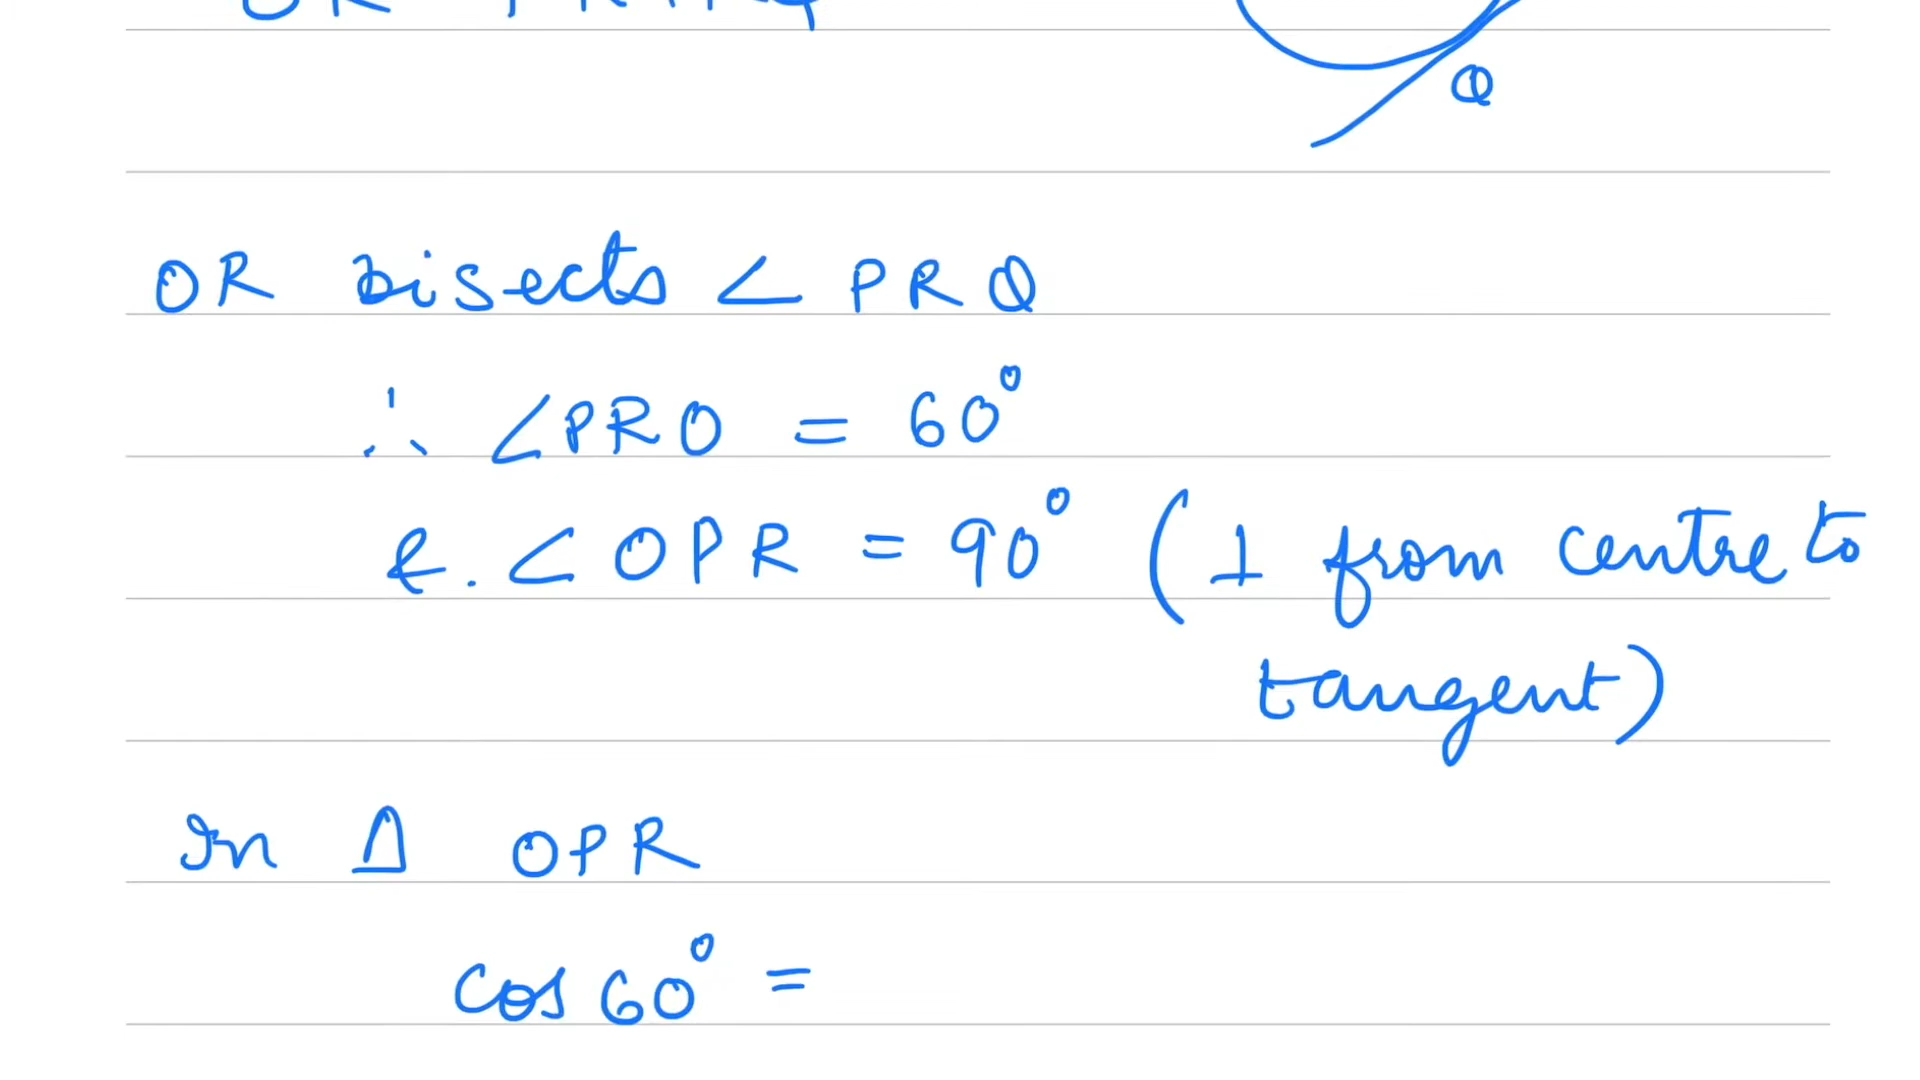 Q
OR bisects ∠ PRQ
∴ ∠PRO = 60°
&. ∠ OPR = 90° (⊥ from centre to
tangent)
In Δ OPR
cos 60° =